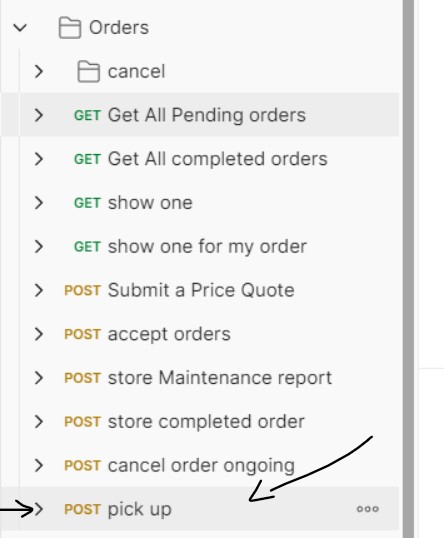 Orders
cancel
GET Get All Pending orders
GET Get All completed orders
GET show one
GET show one for my order
POST Submit a Price Quote
POST accept orders
POST store Maintenance report
POST store completed order
POST cancel order ongoing
POST pick up